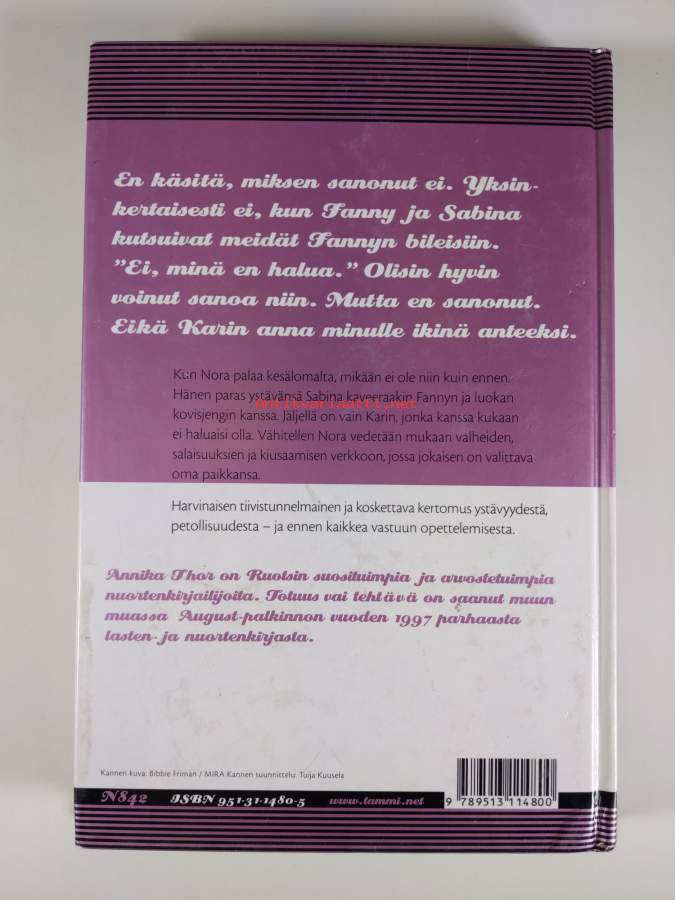 En käsitä, miksen sanonut ei. Yksin-
kertaisesti ei, kun Fanny ja Sabina
kutsuivat meidät Fannyn bileisiin.
"Ei, minä en halua." Olisin hyvin
voinut sanoa niin. Mutta en sanonut.
Eikä Karin anna minulle ikinä anteeksi.
Kun Nora palaa kesälomalta, mikään ei ole niin kuin ennen.
Hänen paras ystävänsä Sabina kaveeraakin Fannyn ja luokan
antikvariaatti.net
kovisjengin kanssa. Jäljellä on vain Karin, jonka kanssa kukaan
ei haluaisi olla. Vähitellen Nora vedetään mukaan valheiden,
salaisuuksien ja kiusaamisen verkkoon, jossa jokaisen on valittava
oma paikkansa.
Harvinaisen tiivistunnelmainen ja koskettava kertomus ystävyydestä,
petollisuudesta – ja ennen kaikkea vastuun opettelemisesta.
Annika Thor on Ruotsin suosituimpia ja arvostetuimpia
nuortenkirjailijoita. Totuus vai tehtävä on saanut muun
muassa August-palkinnon vuoden 1997 parhaasta
lasten- ja nuortenkirjasta.
Kannen kuva: Bibbie Friman / MIRA Kannen suunnittelu: Tuija Kuusela
N842 ISBN 951-31-1480-5 www.tammi.net 9 789513 114800